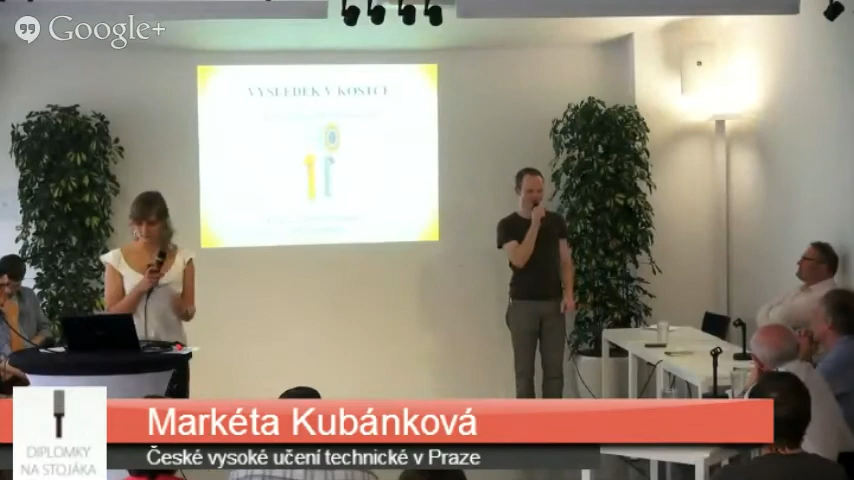 Google+
VÝSLEDEK V KOSTCE
Markéta Kubánková
České vysoké učení technické v Praze
DIPLOMKY
NA STOJÁKA